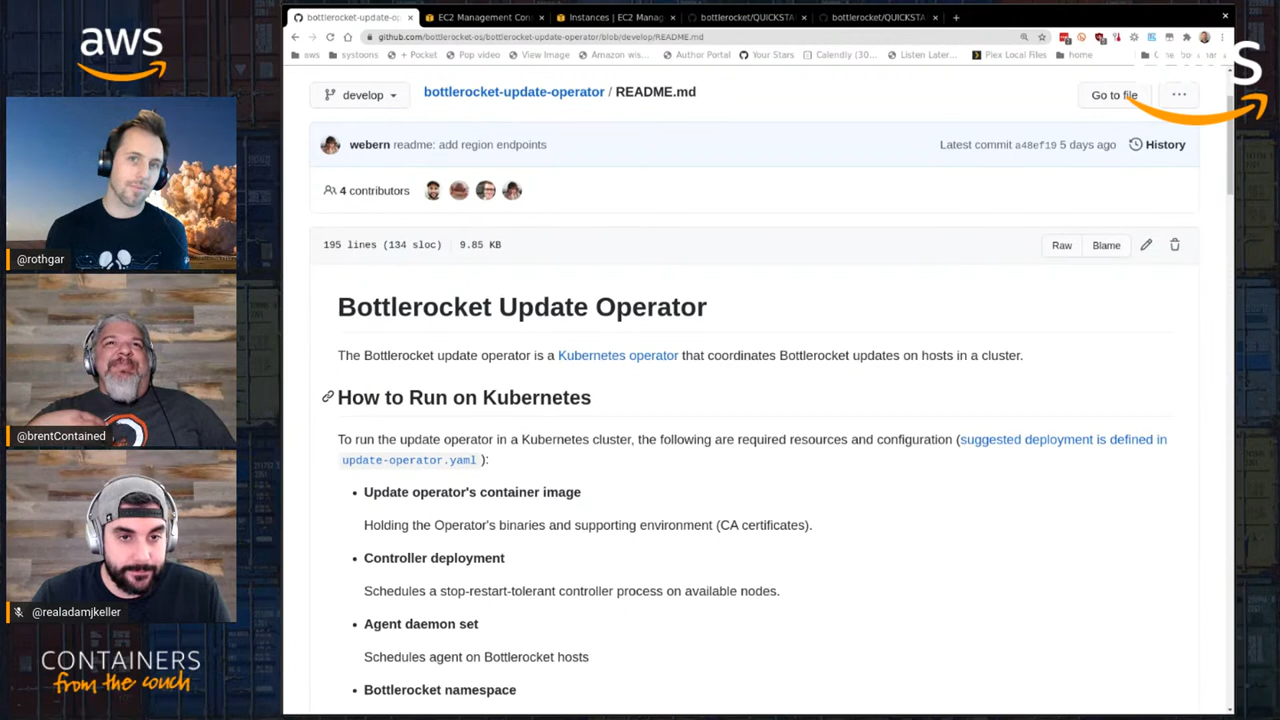 aws
@rothgar
@brentContained
@realadamjkeller
CONTAINERS
from the couch
bottlerocket-update-op
EC2 Management Con
Instances | EC2 Manag
bottlerocket/QUICKSTA
bottlerocket/QUICKSTA
github.com/bottlerocket-os/bottlerocket-update-operator/blob/develop/README.md
aws
systoons
+ Pocket
Pop video
View Image
Amazon wis...
Author Portal
Your Stars
Calendly (30...
Listen Later...
Plex Local Files
home
develop
bottlerocket-update-operator / README.md
Go to file
...
s
webern readme: add region endpoints
Latest commit a48ef19 5 days ago
History
4 contributors
195 lines (134 sloc) | 9.85 KB
Raw
Blame
Bottlerocket Update Operator
The Bottlerocket update operator is a Kubernetes operator that coordinates Bottlerocket updates on hosts in a cluster.
How to Run on Kubernetes
To run the update operator in a Kubernetes cluster, the following are required resources and configuration (suggested deployment is defined in
update-operator.yaml ):
• Update operator's container image
Holding the Operator's binaries and supporting environment (CA certificates).
• Controller deployment
Schedules a stop-restart-tolerant controller process on available nodes.
• Agent daemon set
Schedules agent on Bottlerocket hosts
• Bottlerocket namespace